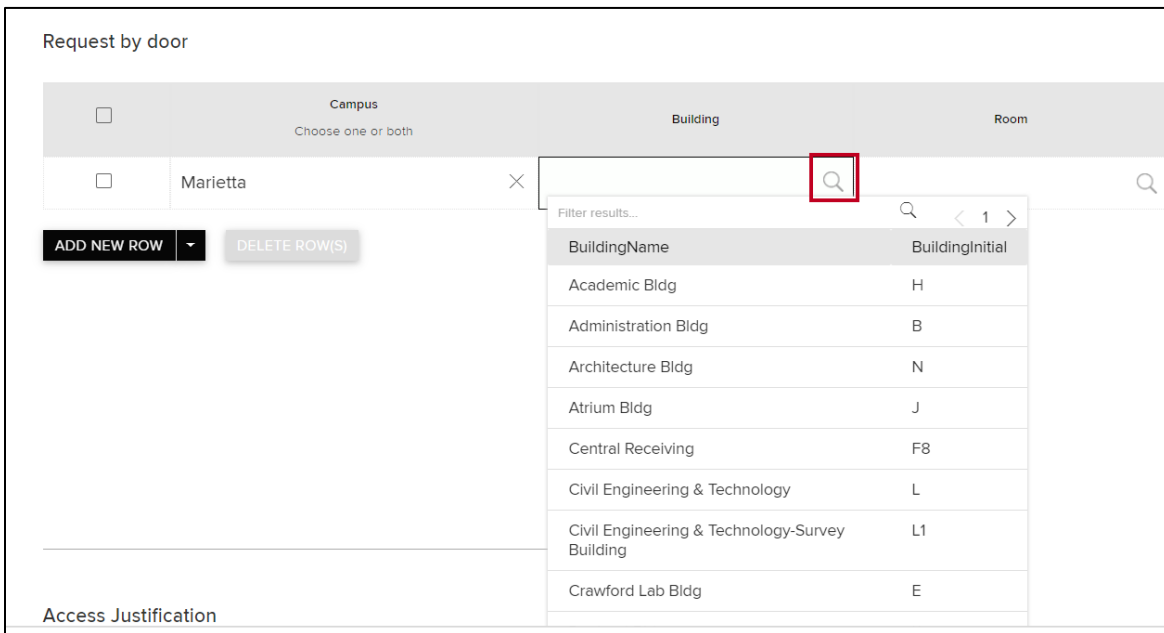 Request by door
Campus
Choose one or both
Building
Room
Marietta
ADD NEW ROW
DELETE ROW(S)
Filter results...
1
BuildingName BuildingInitial
Academic Bldg H
Administration Bldg B
Architecture Bldg N
Atrium Bldg J
Central Receiving F8
Civil Engineering & Technology L
Civil Engineering & Technology-Survey L1
Building
Crawford Lab Bldg E
Access Justification